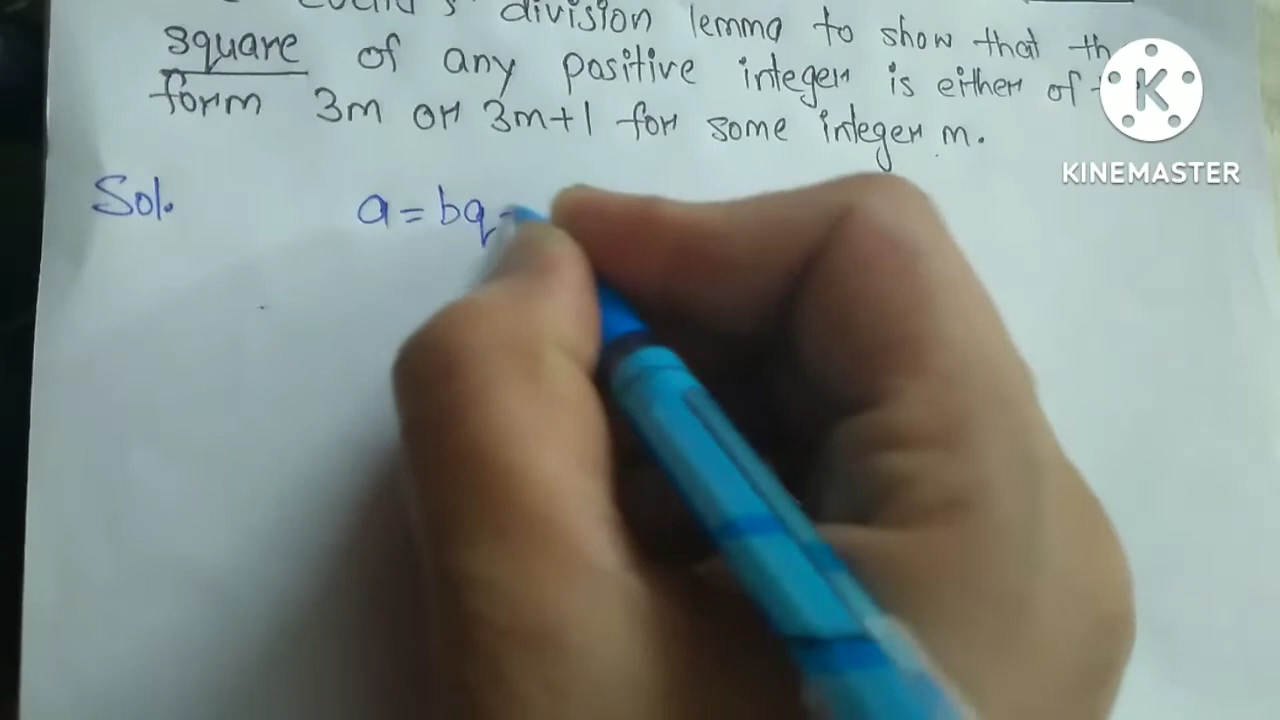 division lemma to show that
square of any positive integer is either of
form 3m or 3m+1 for some integer m.
K
KINEMASTER
Sol. a = bq